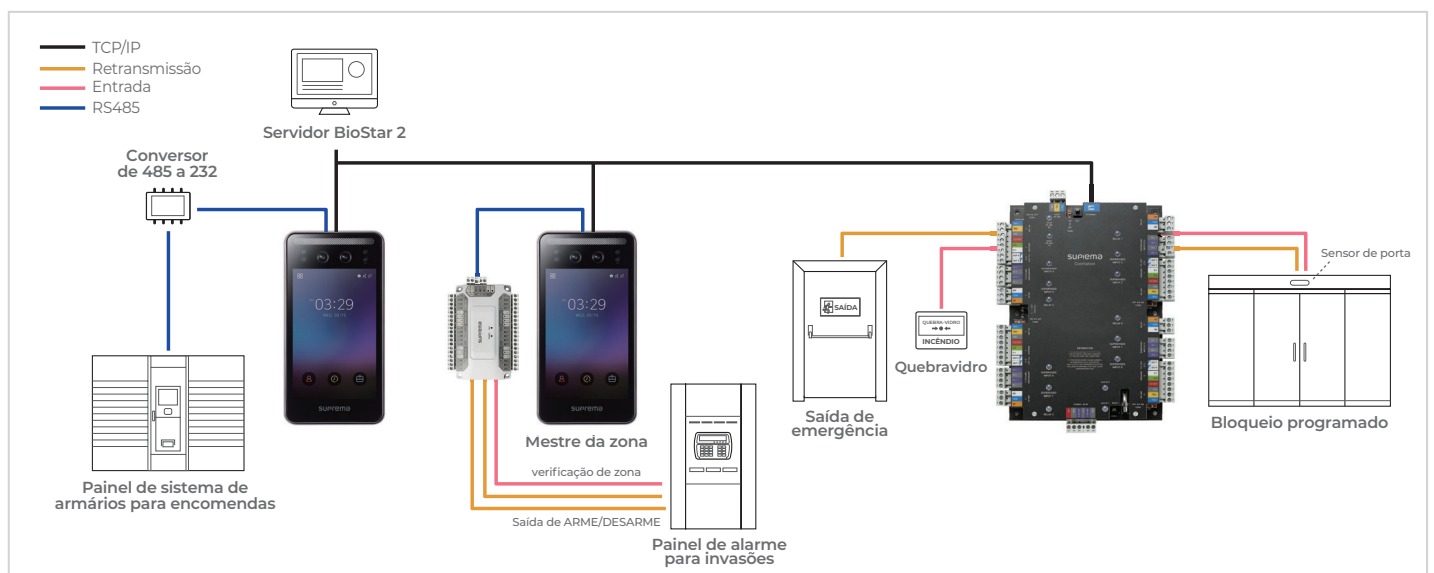 TCP/IP
Retransmissão
Entrada
RS485
Servidor BioStar 2
Conversor
de 485 a 232
03:29
suprema
Painel de sistema de
armários para encomendas
suprema
03:29
suprema
Mestre da zona
verificação de zona
Saída de ARME/DESARME
Painel de alarme
para invasões
SAÍDA
Saída de
emergência
QUEBRA-VIDRO
INCÊNDIO
Quebravidro
suprema
CoreStation
Sensor de porta
Bloqueio programado